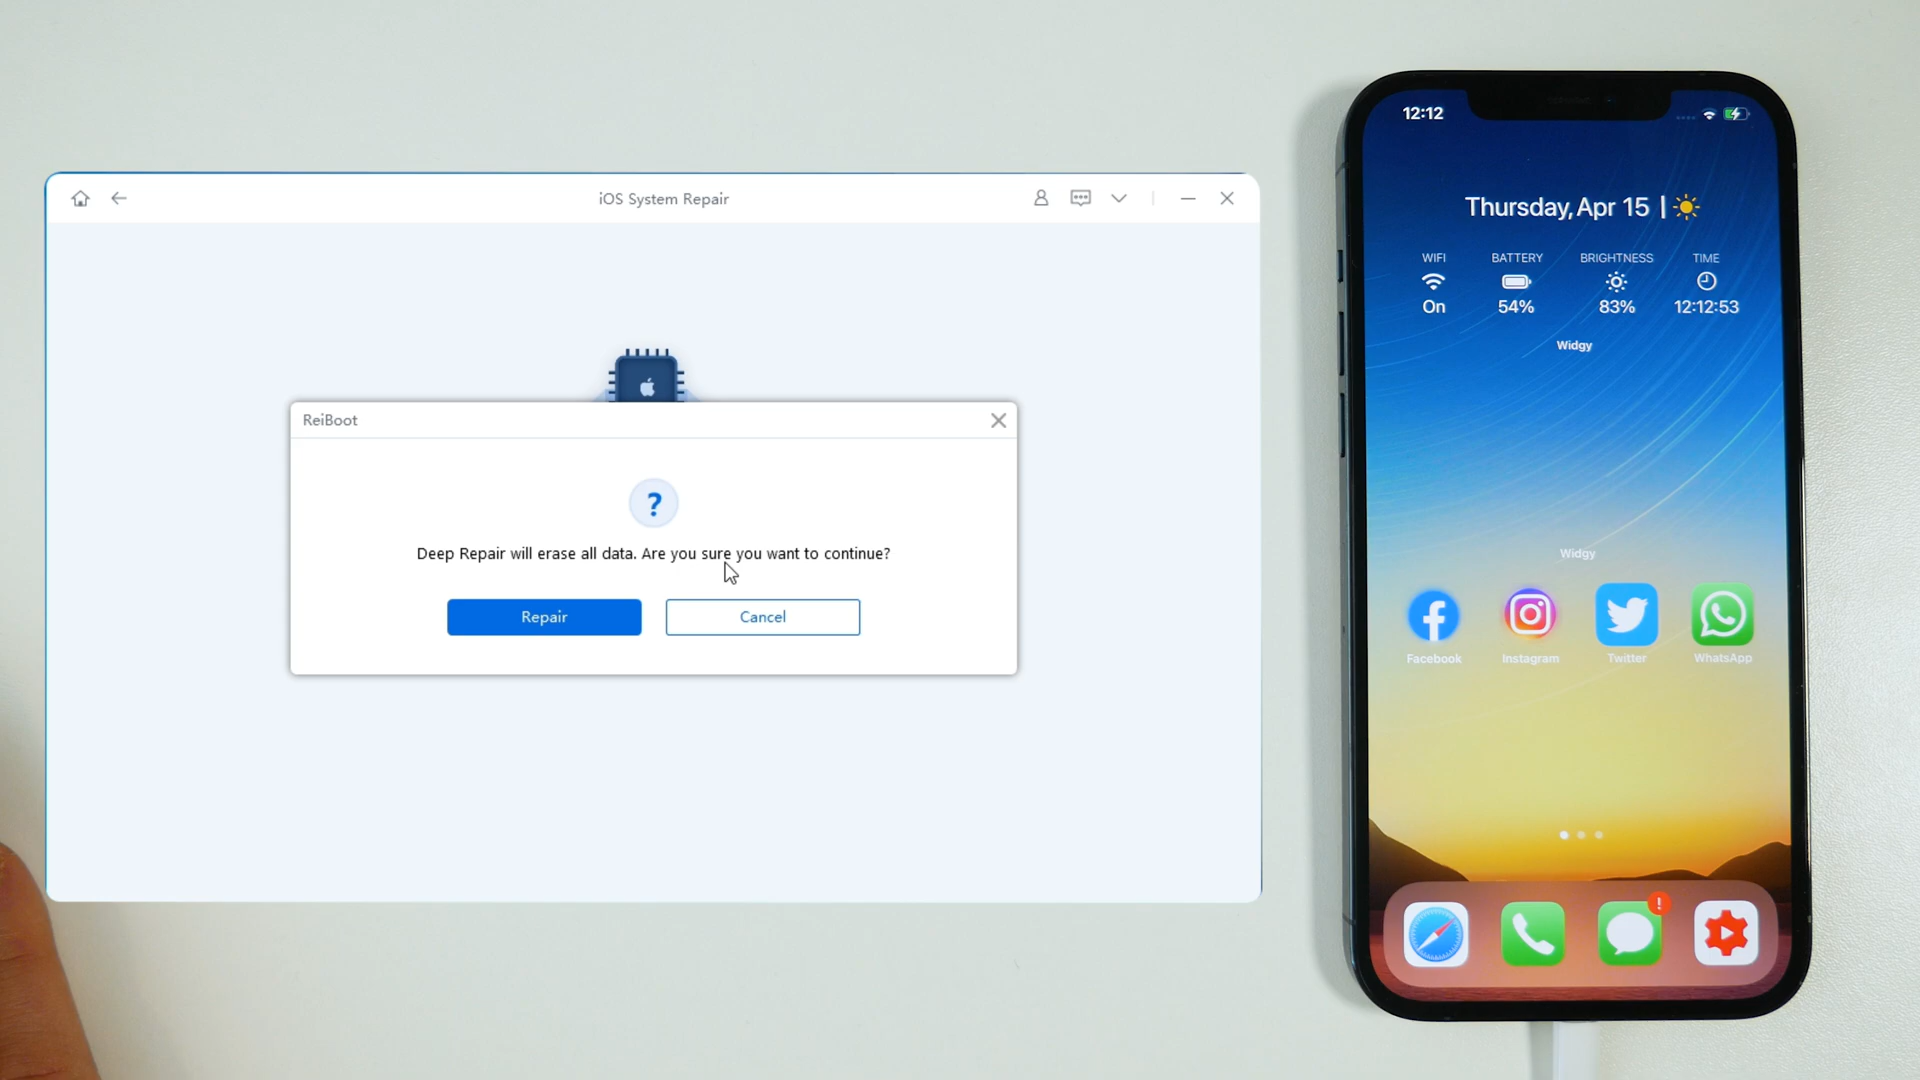 iOS System Repair
ReiBoot
?
Deep Repair will erase all data. Are you sure you want to continue?
Repair
Cancel
12:12
Thursday, Apr 15 |
WIFI BATTERY BRIGHTNESS TIME
On 54% 83% 12:12:53
Widgy
Widgy
Facebook Instagram Twitter WhatsApp
!